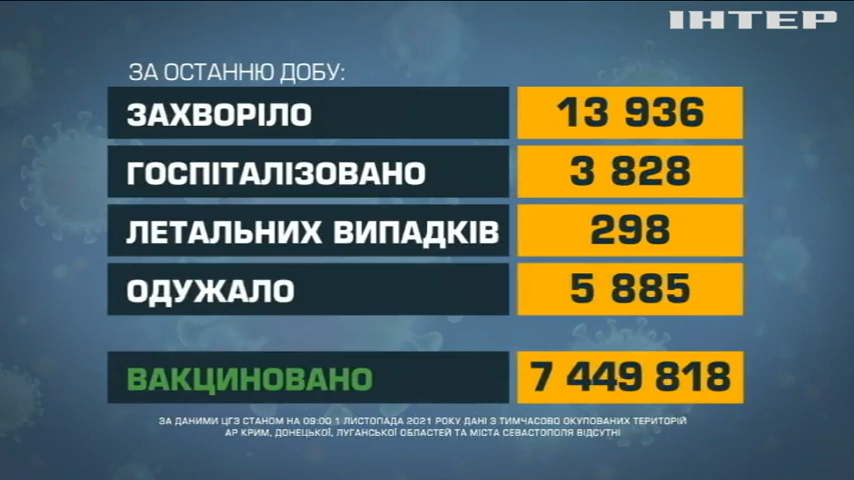 ІНТЕР
ЗА ОСТАННЮ ДОБУ:
ЗАХВОРІЛО 13 936
ГОСПІТАЛІЗОВАНО 3 828
ЛЕТАЛЬНИХ ВИПАДКІВ 298
ОДУЖАЛО 5 885
ВАКЦИНОВАНО 7 449 818
ЗА ДАНИМИ ЦГЗ СТАНОМ НА 09:00 1 ЛИСТОПАДА 2021 РОКУ ДАНІ З ТИМЧАСОВО ОКУПОВАНИХ ТЕРИТОРІЙ
АР КРИМ, ДОНЕЦЬКОЇ, ЛУГАНСЬКОЇ ОБЛАСТЕЙ ТА МІСТА СЕВАСТОПОЛЯ ВІДСУТНІ